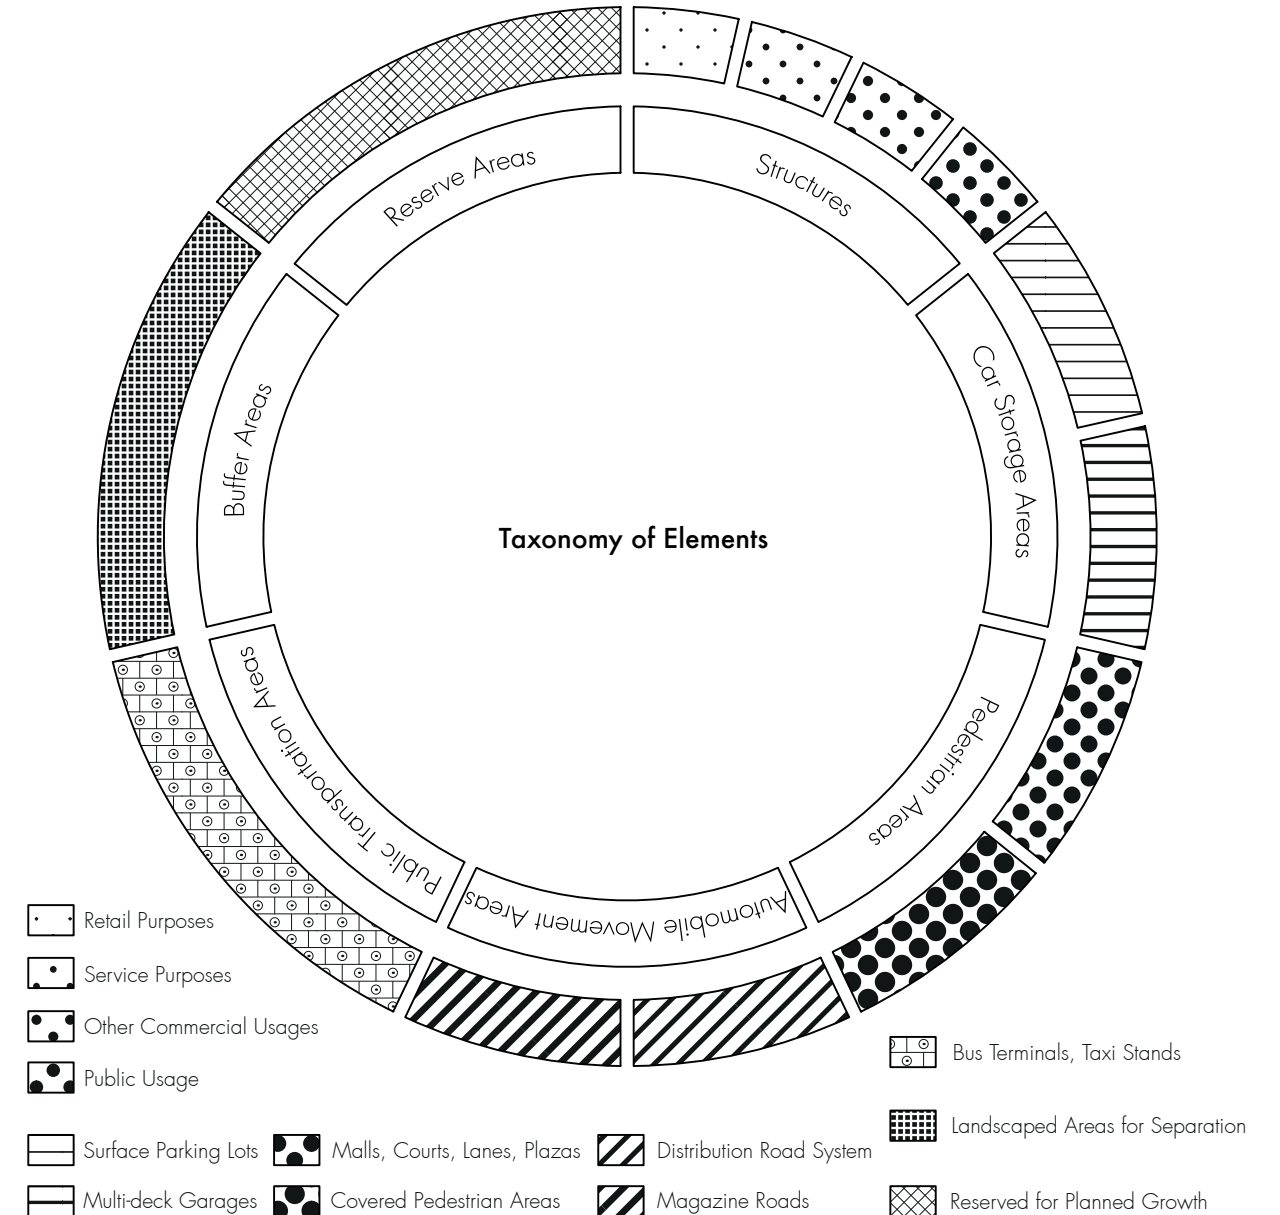 Structures
Car Storage Areas
Pedestrian Areas
Automobile Movement Areas
Public Transportation Areas
Buffer Areas
Reserve Areas
Taxonomy of Elements
Retail Purposes
Service Purposes
Other Commercial Usages
Public Usage
Surface Parking Lots
Multi-deck Garages
Malls, Courts, Lanes, Plazas
Covered Pedestrian Areas
Distribution Road System
Magazine Roads
Bus Terminals, Taxi Stands
Landscaped Areas for Separation
Reserved for Planned Growth